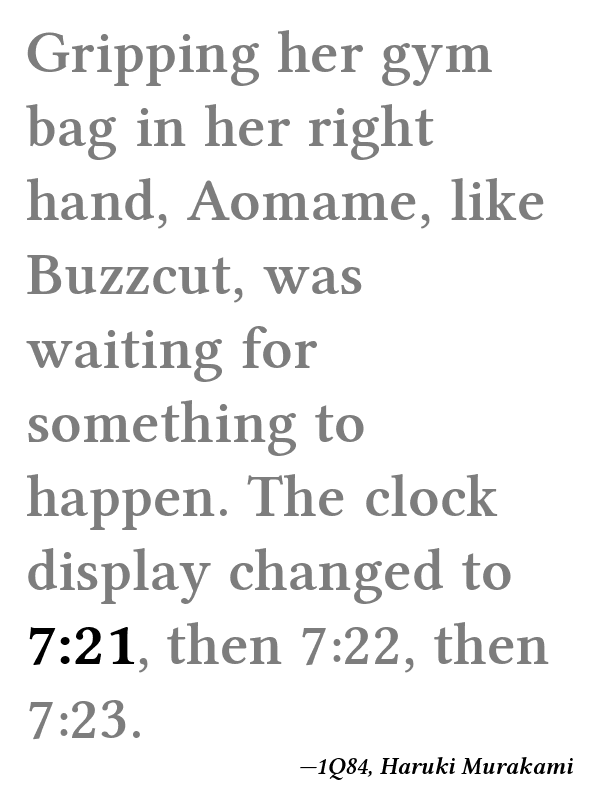 Gripping her gym
bag in her right
hand, Aomame, like
Buzzcut, was
waiting for
something to
happen. The clock
display changed to
7:21, then 7:22, then
7:23.
—1Q84, Haruki Murakami